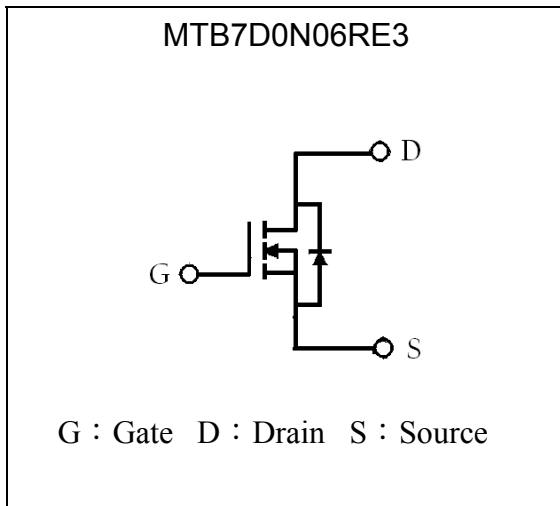 MTB7D0N06RE3
D
G
S
G：Gate D：Drain S：Source